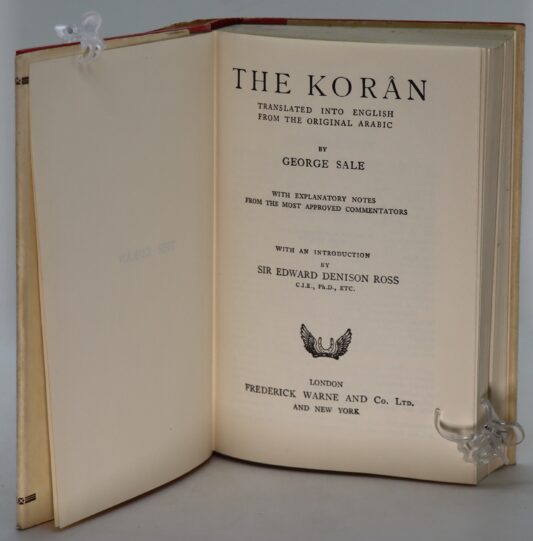 THE KORÂN
TRANSLATED INTO ENGLISH
FROM THE ORIGINAL ARABIC
BY
GEORGE SALE
WITH EXPLANATORY NOTES
FROM THE MOST APPROVED COMMENTATORS
WITH AN INTRODUCTION
BY
SIR EDWARD DENISON ROSS
C.I.E., Ph.D., ETC.
LONDON
FREDERICK WARNE AND Co. LTD.
AND NEW YORK